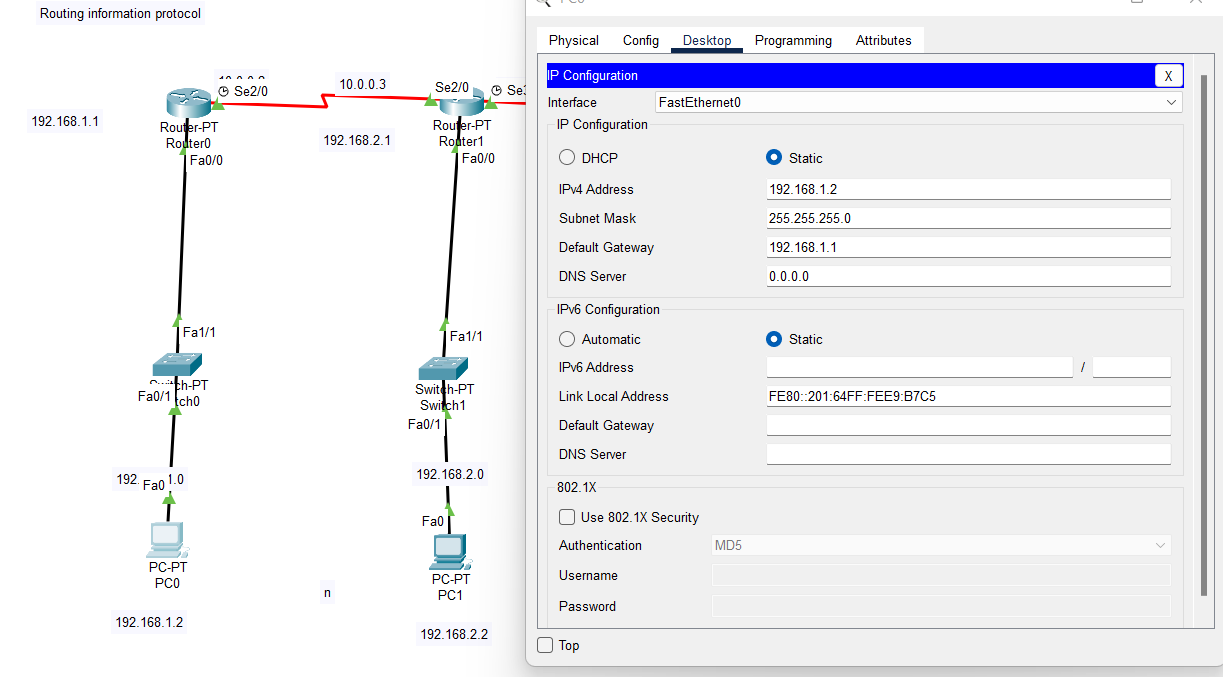 Routing information protocol
10.0.0.3
Se2/0
Se2/0
192.168.1.1
Router-PT
Router0
Fa0/0
192.168.2.1
Router-PT
Router1
Fa0/0
Fa1/1
Fa1/1
Switch-PT
Fa0/1
Switch-PT
Switch1
Fa0/1
192.
1.0
Fa0
192.168.2.0
Fa0
PC-PT
PC0
PC-PT
PC1
n
192.168.1.2
192.168.2.2
Physical Config Desktop Programming Attributes
IP Configuration X
Interface FastEthernet0
IP Configuration
DHCP Static
IPv4 Address 192.168.1.2
Subnet Mask 255.255.255.0
Default Gateway 192.168.1.1
DNS Server 0.0.0.0
IPv6 Configuration
Automatic Static
IPv6 Address /
Link Local Address FE80::201:64FF:FEE9:B7C5
Default Gateway
DNS Server
802.1X
Use 802.1X Security
Authentication MD5
Username
Password
Top